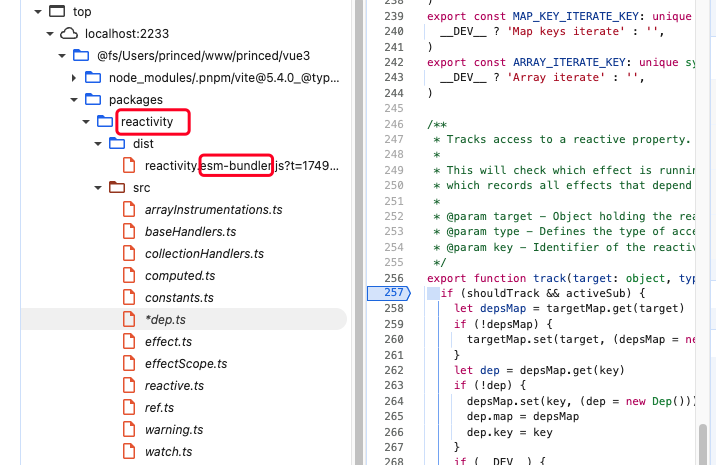 top
localhost:2233
@fs/Users/princed/www/princed/vue3
node_modules/.pnpm/vite@5.4.0_@typ...
packages
reactivity
dist
reactivity.esm-bundler.js?t=1749...
src
arrayInstrumentations.ts
baseHandlers.ts
collectionHandlers.ts
computed.ts
constants.ts
*dep.ts
effect.ts
effectScope.ts
reactive.ts
ref.ts
warning.ts
watch.ts
238 )
239 export const MAP_KEY_ITERATE_KEY: unique
240 __DEV__ ? 'Map keys iterate' : '',
241 )
242 export const ARRAY_ITERATE_KEY: unique sy
243 __DEV__ ? 'Array iterate' : '',
244 )
245
246 /**
247 * Tracks access to a reactive property.
248 *
249 * This will check which effect is runnin
250 * which records all effects that depend
251 *
252 * @param target - Object holding the rea
253 * @param type - Defines the type of acce
254 * @param key - Identifier of the reactiv
255 */
256 export function track(target: object, typ
257 if (shouldTrack && activeSub) {
258 let depsMap = targetMap.get(target)
259 if (!depsMap) {
260 targetMap.set(target, (depsMap = ne
261 }
262 let dep = depsMap.get(key)
263 if (!dep) {
264 depsMap.set(key, (dep = new Dep()))
265 dep.map = depsMap
266 dep.key = key
267 }
268 if (__DEV__) {